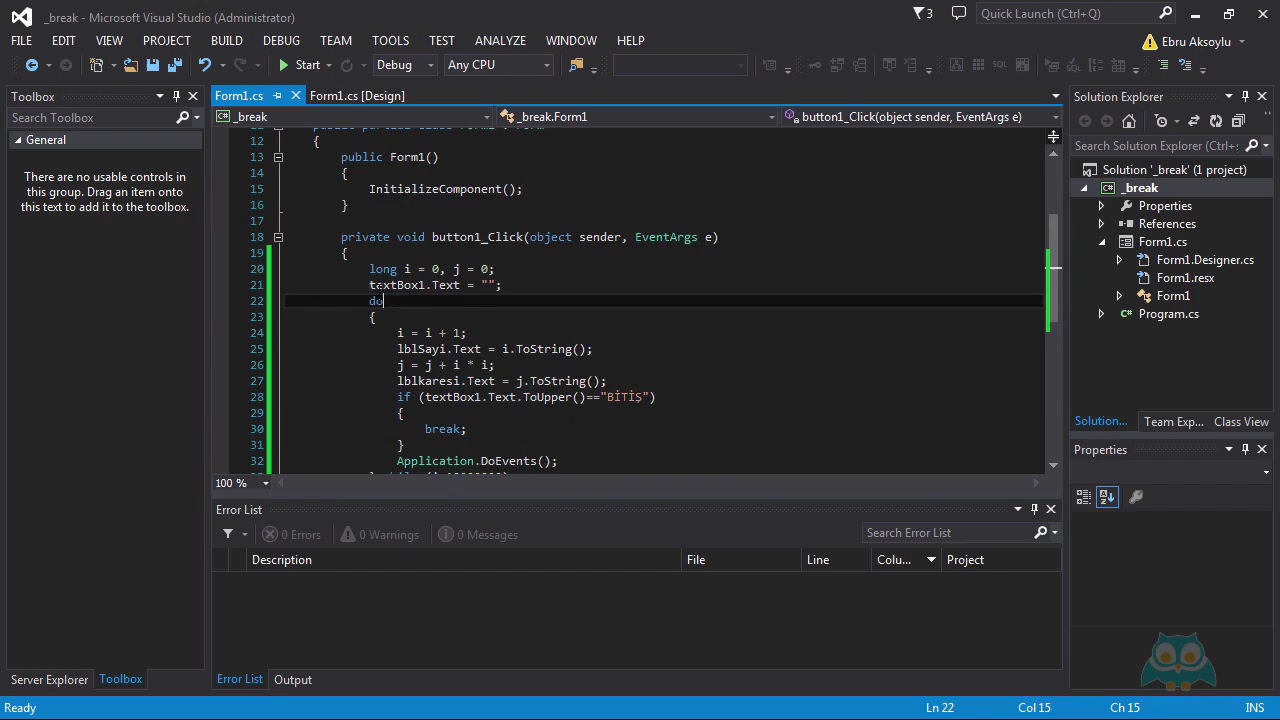 _break - Microsoft Visual Studio (Administrator)
3
Quick Launch (Ctrl+Q)
FILE EDIT VIEW PROJECT BUILD DEBUG TEAM TOOLS TEST ANALYZE WINDOW HELP
Ebru Aksoylu
Start Debug Any CPU
Toolbox
Search Toolbox
General
There are no usable controls in
this group. Drag an item onto
this text to add it to the toolbox.
Server Explorer Toolbox
Form1.cs Form1.cs [Design]
_break _break.Form1 button1_Click(object sender, EventArgs e)
12 {
13 public Form1()
14 {
15 InitializeComponent();
16 }
17
18 private void button1_Click(object sender, EventArgs e)
19 {
20 long i = 0, j = 0;
21 textBox1.Text = "";
22 do
23 {
24 i = i + 1;
25 lblSayi.Text = i.ToString();
26 j = j + i * i;
27 lblkaresi.Text = j.ToString();
28 if (textBox1.Text.ToUpper()=="BİTİŞ")
29 {
30 break;
31 }
32 Application.DoEvents();
100 %
Error List
0 Errors 0 Warnings 0 Messages Search Error List
Description File Line Colu... Project
Error List Output
Solution Explorer
Search Solution Explorer (Ctrl+
Solution '_break' (1 project)
_break
Properties
References
Form1.cs
Form1.Designer.cs
Form1.resx
Form1
Program.cs
Solution... Team Exp... Class View
Properties
Ready Ln 22 Col 15 Ch 15 INS